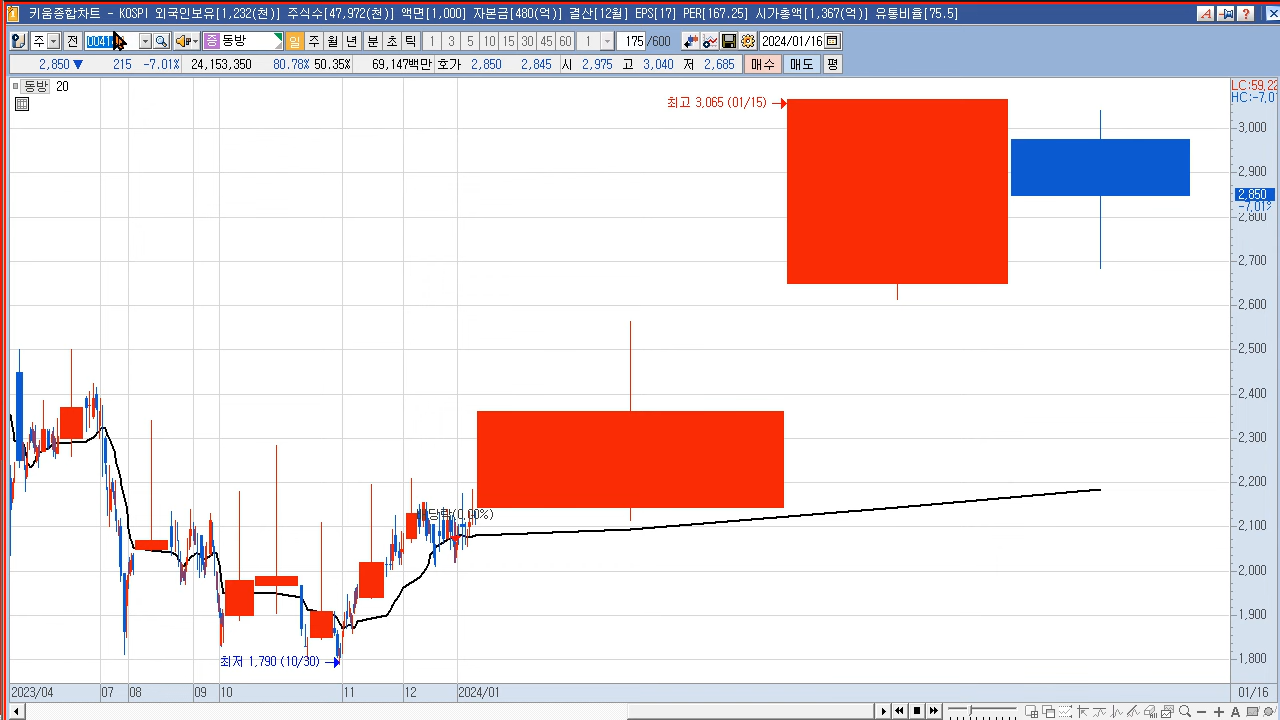 키움종합차트 - KOSPI 외국인보유[1,232(천)] 주식수[47,972(천)] 액면[1,000] 자본금[480(억)] 결산[12월] EPS[17] PER[167.25] 시가총액[1,367(억)] 유통비율[75.5]
주 전 0041 증 동방 일 주 월 년 분 초 틱 1 3 5 10 15 30 45 60 1 175 /600 2024/01/16
2,850 ▼ 215 -7.01% 24,153,350 80.78% 50.35% 69,147백만 호가 2,850 2,845 시 2,975 고 3,040 저 2,685 매수 매도 평
동방 20
LC:59,22
HC:-7,0
최고 3,065 (01/15)
3,000
2,900
2,850
-7,01%
2,800
2,700
2,600
2,500
2,400
2,300
2,200
(0,00%)
2,100
2,000
1,900
최저 1,790 (10/30)
1,800
2023/04 07 08 09 10 11 12 2024/01 01/16